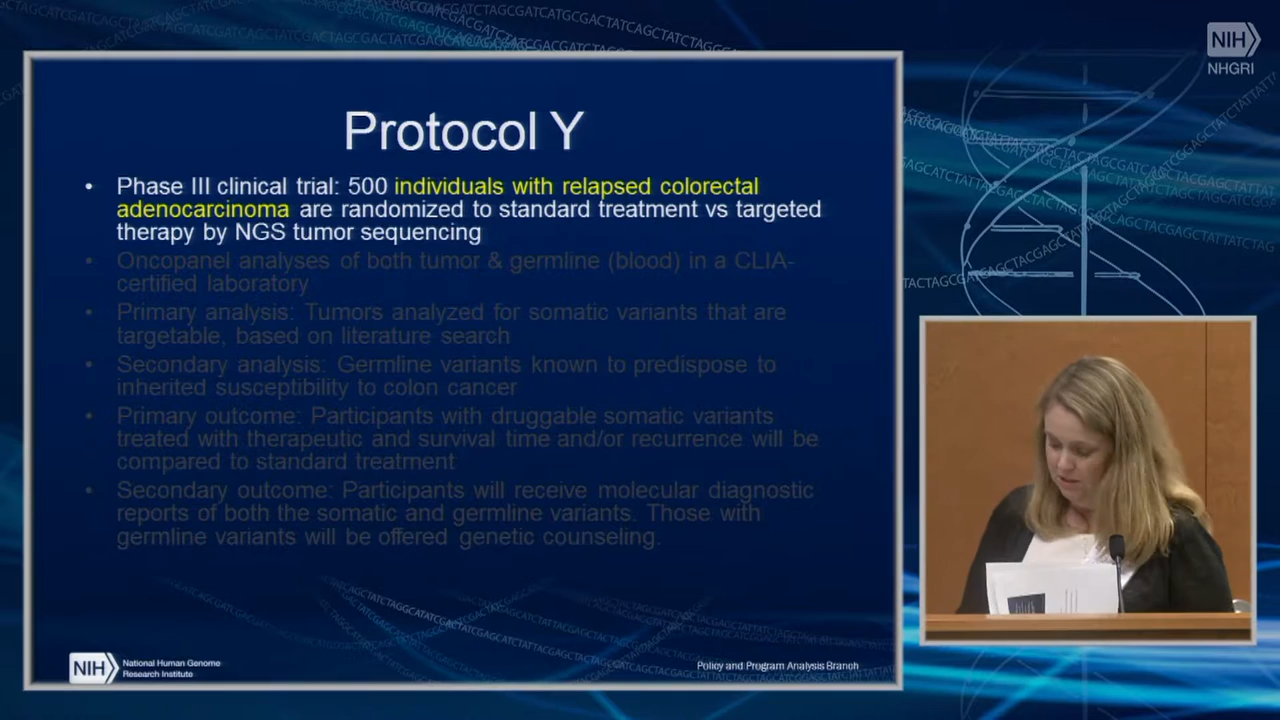 NIH
NHGRI
Protocol Y
• Phase III clinical trial: 500 individuals with relapsed colorectal
adenocarcinoma are randomized to standard treatment vs targeted
therapy by NGS tumor sequencing
• Oncopanel analyses of both tumor & germline (blood) in a CLIA-
certified laboratory
• Primary analysis: Tumors analyzed for somatic variants that are
targetable, based on literature search
• Secondary analysis: Germline variants known to predispose to
inherited susceptibility to colon cancer
• Primary outcome: Participants with druggable somatic variants
treated with therapeutic and survival time and/or recurrence will be
compared to standard treatment
• Secondary outcome: Participants will receive molecular diagnostic
reports of both the somatic and germline variants. Those with
germline variants will be offered genetic counseling.
NIH
National Human Genome
Research Institute
Policy and Program Analysis Branch